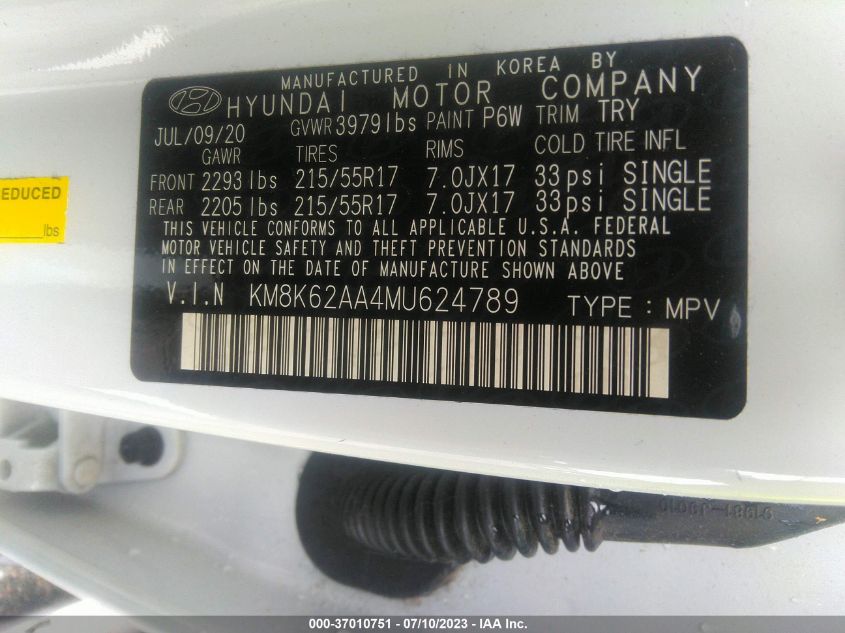 MANUFACTURED IN KOREA BY
HYUNDAI MOTOR COMPANY
JUL/09/20 GVWR 3979lbs PAINT P6W TRIM TRY
GAWR TIRES RIMS COLD TIRE INFL
FRONT 2293 lbs 215/55R17 7.0JX17 33psi SINGLE
REAR 2205 lbs 215/55R17 7.0JX17 33psi SINGLE
THIS VEHICLE CONFORMS TO ALL APPLICABLE U.S.A. FEDERAL
MOTOR VEHICLE SAFETY AND THEFT PREVENTION STANDARDS
IN EFFECT ON THE DATE OF MANUFACTURE SHOWN ABOVE
V.I.N KM8K62AA4MU624789 TYPE : MPV
EDUCED
lbs
000-37010751 - 07/10/2023 - IAA Inc.